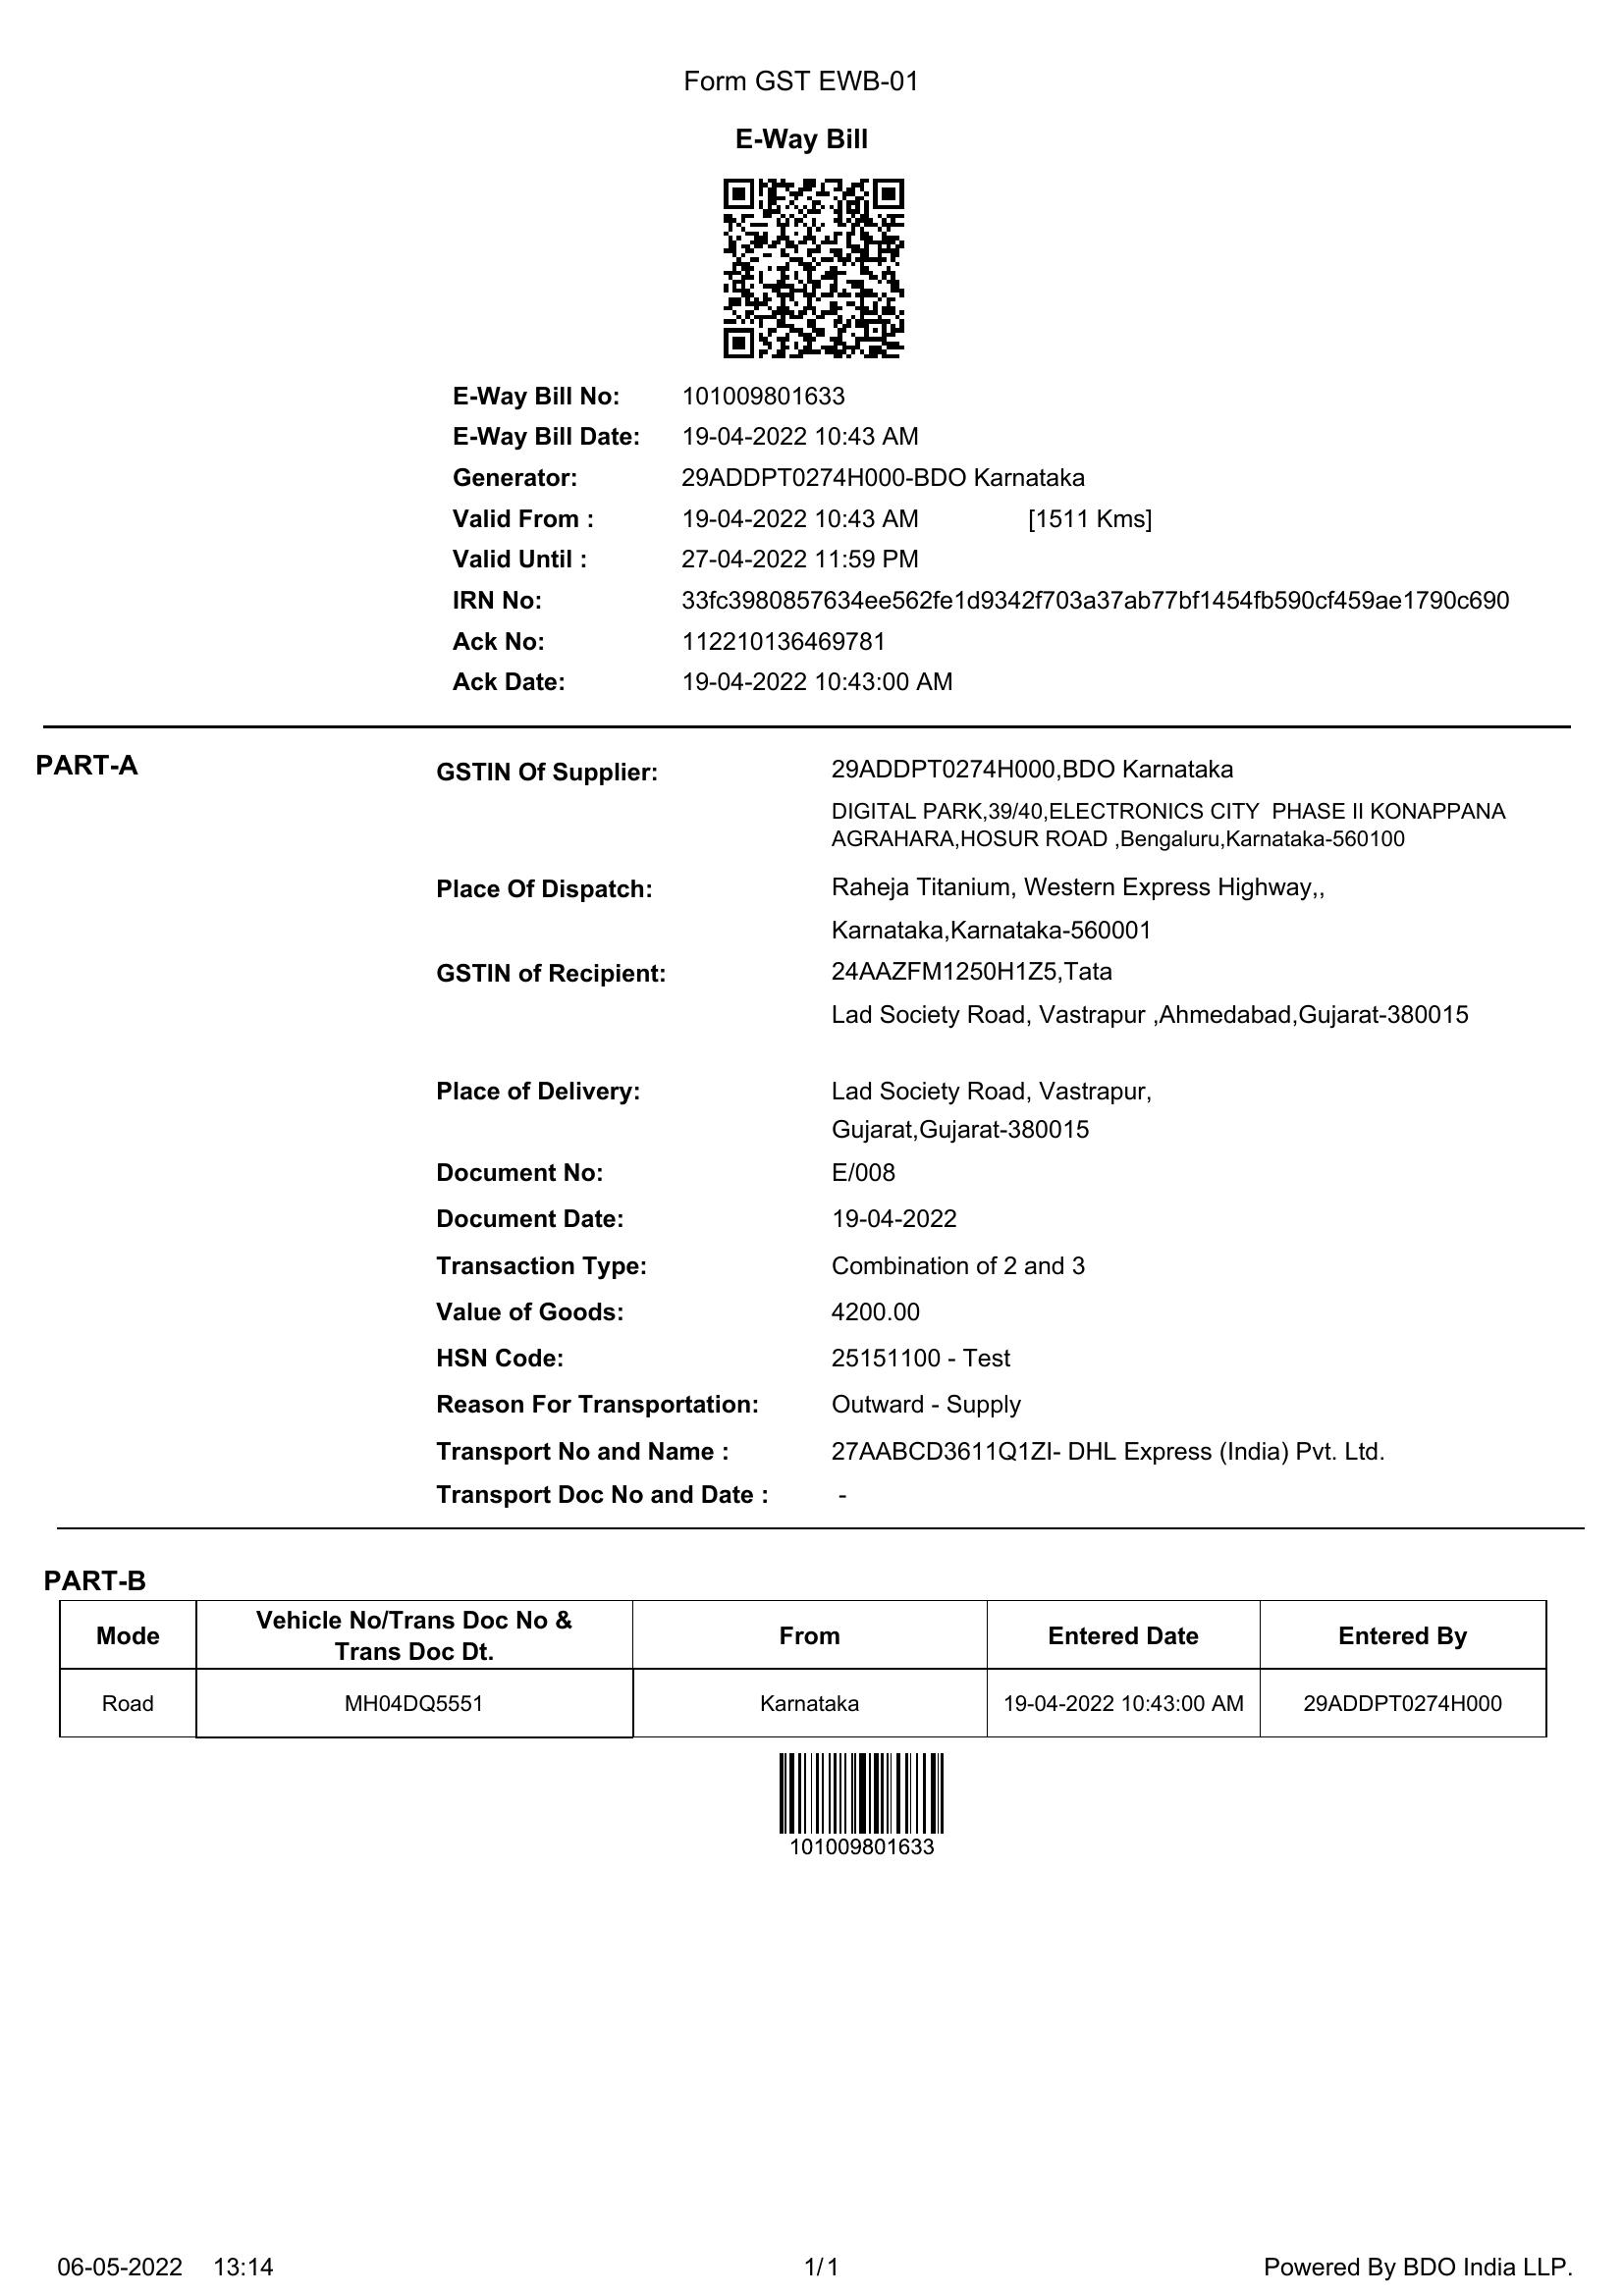 Form GST EWB-01
E-Way Bill
E-Way Bill No: 101009801633
E-Way Bill Date: 19-04-2022 10:43 AM
Generator: 29ADDPT0274H000-BDO Karnataka
Valid From : 19-04-2022 10:43 AM [1511 Kms]
Valid Until : 27-04-2022 11:59 PM
IRN No: 33fc3980857634ee562fe1d9342f703a37ab77bf1454fb590cf459ae1790c690
Ack No: 112210136469781
Ack Date: 19-04-2022 10:43:00 AM
PART-A
GSTIN Of Supplier: 29ADDPT0274H000,BDO Karnataka
DIGITAL PARK,39/40,ELECTRONICS CITY  PHASE II KONAPPANA
AGRAHARA,HOSUR ROAD ,Bengaluru,Karnataka-560100
Place Of Dispatch: Raheja Titanium, Western Express Highway,,
Karnataka,Karnataka-560001
GSTIN of Recipient: 24AAZFM1250H1Z5,Tata
Lad Society Road, Vastrapur ,Ahmedabad,Gujarat-380015
Place of Delivery: Lad Society Road, Vastrapur,
Gujarat,Gujarat-380015
Document No: E/008
Document Date: 19-04-2022
Transaction Type: Combination of 2 and 3
Value of Goods: 4200.00
HSN Code: 25151100 - Test
Reason For Transportation: Outward - Supply
Transport No and Name : 27AABCD3611Q1ZI- DHL Express (India) Pvt. Ltd.
Transport Doc No and Date : -
PART-B
Mode Vehicle No/Trans Doc No & Trans Doc Dt. From Entered Date Entered By
Road MH04DQ5551 Karnataka 19-04-2022 10:43:00 AM 29ADDPT0274H000
101009801633
06-05-2022 13:14 1/1 Powered By BDO India LLP.